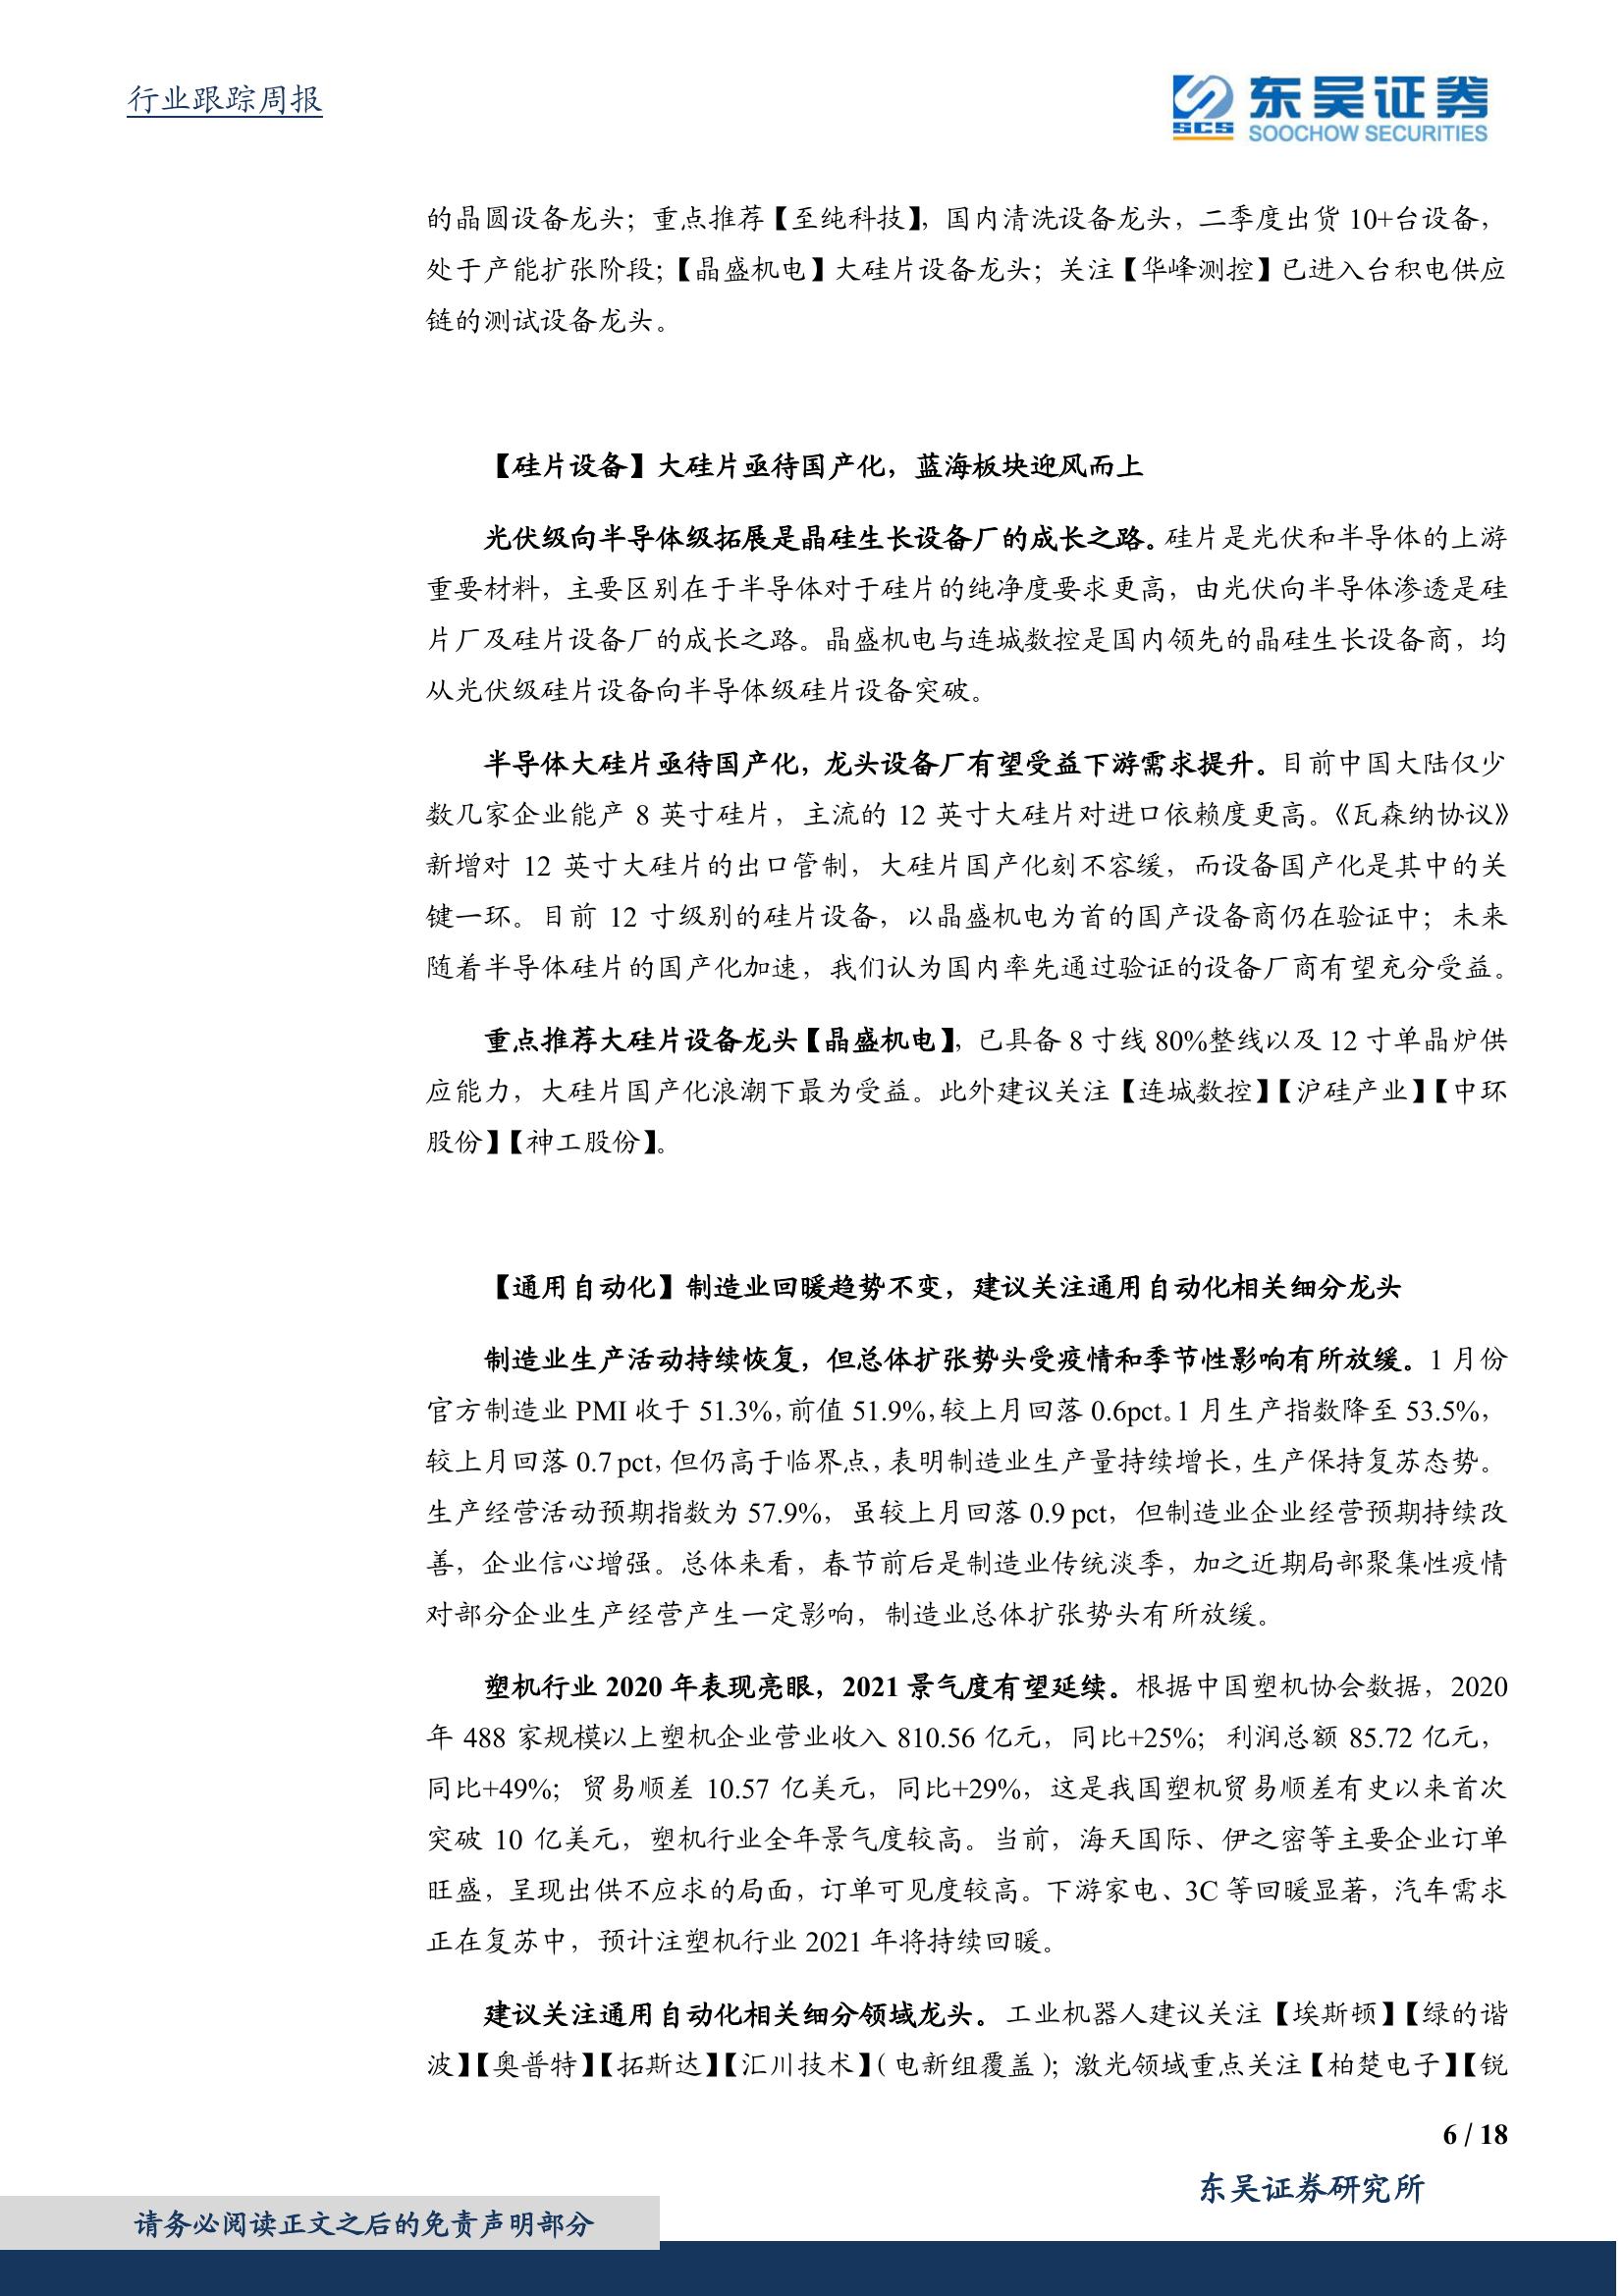 行业跟踪周报
东吴证券
SCS
SOOCHOW SECURITIES
的晶圆设备龙头；重点推荐【至纯科技】，国内清洗设备龙头，二季度出货 10+台设备，
处于产能扩张阶段；【晶盛机电】大硅片设备龙头；关注【华峰测控】已进入台积电供应
链的测试设备龙头。
【硅片设备】大硅片亟待国产化，蓝海板块迎风而上
光伏级向半导体级拓展是晶硅生长设备厂的成长之路。硅片是光伏和半导体的上游
重要材料，主要区别在于半导体对于硅片的纯净度要求更高，由光伏向半导体渗透是硅
片厂及硅片设备厂的成长之路。晶盛机电与连城数控是国内领先的晶硅生长设备商，均
从光伏级硅片设备向半导体级硅片设备突破。
半导体大硅片亟待国产化，龙头设备厂有望受益下游需求提升。目前中国大陆仅少
数几家企业能产 8 英寸硅片，主流的 12 英寸大硅片对进口依赖度更高。《瓦森纳协议》
新增对 12 英寸大硅片的出口管制，大硅片国产化刻不容缓，而设备国产化是其中的关
键一环。目前 12 寸级别的硅片设备，以晶盛机电为首的国产设备商仍在验证中；未来
随着半导体硅片的国产化加速，我们认为国内率先通过验证的设备厂商有望充分受益。
重点推荐大硅片设备龙头【晶盛机电】，已具备 8 寸线 80%整线以及 12 寸单晶炉供
应能力，大硅片国产化浪潮下最为受益。此外建议关注【连城数控】【沪硅产业】【中环
股份】【神工股份】。
【通用自动化】制造业回暖趋势不变，建议关注通用自动化相关细分龙头
制造业生产活动持续恢复，但总体扩张势头受疫情和季节性影响有所放缓。1 月份
官方制造业 PMI 收于 51.3%，前值 51.9%，较上月回落 0.6pct。1 月生产指数降至 53.5%，
较上月回落 0.7 pct，但仍高于临界点，表明制造业生产量持续增长，生产保持复苏态势。
生产经营活动预期指数为 57.9%，虽较上月回落 0.9 pct，但制造业企业经营预期持续改
善，企业信心增强。总体来看，春节前后是制造业传统淡季，加之近期局部聚集性疫情
对部分企业生产经营产生一定影响，制造业总体扩张势头有所放缓。
塑机行业 2020 年表现亮眼，2021 景气度有望延续。根据中国塑机协会数据，2020
年 488 家规模以上塑机企业营业收入 810.56 亿元，同比+25%；利润总额 85.72 亿元，
同比+49%；贸易顺差 10.57 亿美元，同比+29%，这是我国塑机贸易顺差有史以来首次
突破 10 亿美元，塑机行业全年景气度较高。当前，海天国际、伊之密等主要企业订单
旺盛，呈现出供不应求的局面，订单可见度较高。下游家电、3C 等回暖显著，汽车需求
正在复苏中，预计注塑机行业 2021 年将持续回暖。
建议关注通用自动化相关细分领域龙头。工业机器人建议关注【埃斯顿】【绿的谐
波】【奥普特】【拓斯达】【汇川技术】（电新组覆盖）；激光领域重点关注【柏楚电子】【锐
6 / 18
东吴证券研究所
请务必阅读正文之后的免责声明部分